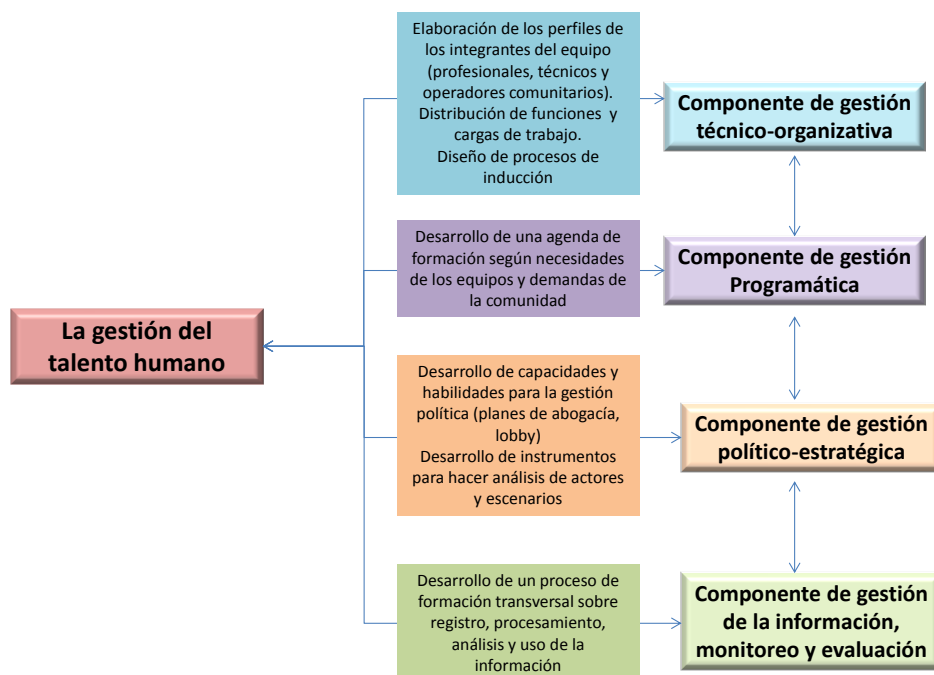 Elaboración de los perfiles de
los integrantes del equipo
(profesionales, técnicos y
operadores comunitarios).
Distribución de funciones y
cargas de trabajo.
Diseño de procesos de
inducción
Componente de gestión
técnico-organizativa
Desarrollo de una agenda de
formación según necesidades
de los equipos y demandas de
la comunidad
Componente de gestión
Programática
La gestión del
talento humano
Desarrollo de capacidades y
habilidades para la gestión
política (planes de abogacía,
lobby)
Desarrollo de instrumentos
para hacer análisis de actores
y escenarios
Componente de gestión
político-estratégica
Desarrollo de un proceso de
formación transversal sobre
registro, procesamiento,
análisis y uso de la
información
Componente de gestión
de la información,
monitoreo y evaluación